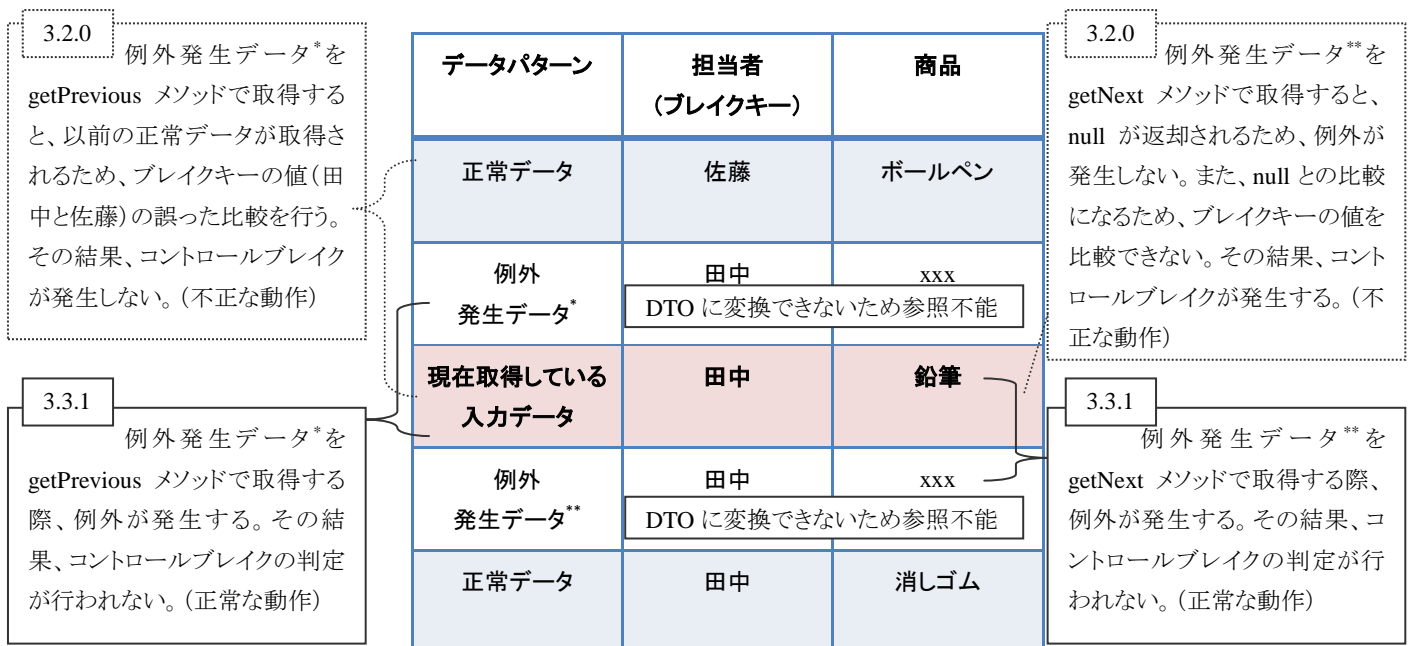 3.2.0
例外発生データ*を
getPrevious メソッドで取得する
と、以前の正常データが取得さ
れるため、ブレイクキーの値(田
中と佐藤)の誤った比較を行う。
その結果、コントロールブレイク
が発生しない。(不正な動作)
3.3.1
例外発生データ*を
getPrevious メソッドで取得する
際、例外が発生する。その結
果、コントロールブレイクの判定
が行われない。(正常な動作)
データパターン 担当者 商品
(ブレイクキー)
正常データ 佐藤 ボールペン
例外 田中 xxx
発生データ* DTO に変換できないため参照不能
現在取得している 田中 鉛筆
入力データ
例外 田中 xxx
発生データ** DTO に変換できないため参照不能
正常データ 田中 消しゴム
3.2.0
例外発生データ**を
getNext メソッドで取得すると、
null が返却されるため、例外が
発生しない。また、null との比較
になるため、ブレイクキーの値を
比較できない。その結果、コント
ロールブレイクが発生する。(不
正な動作)
3.3.1
例外発生データ**を
getNext メソッドで取得する際、
例外が発生する。その結果、コ
ントロールブレイクの判定が行
われない。(正常な動作)